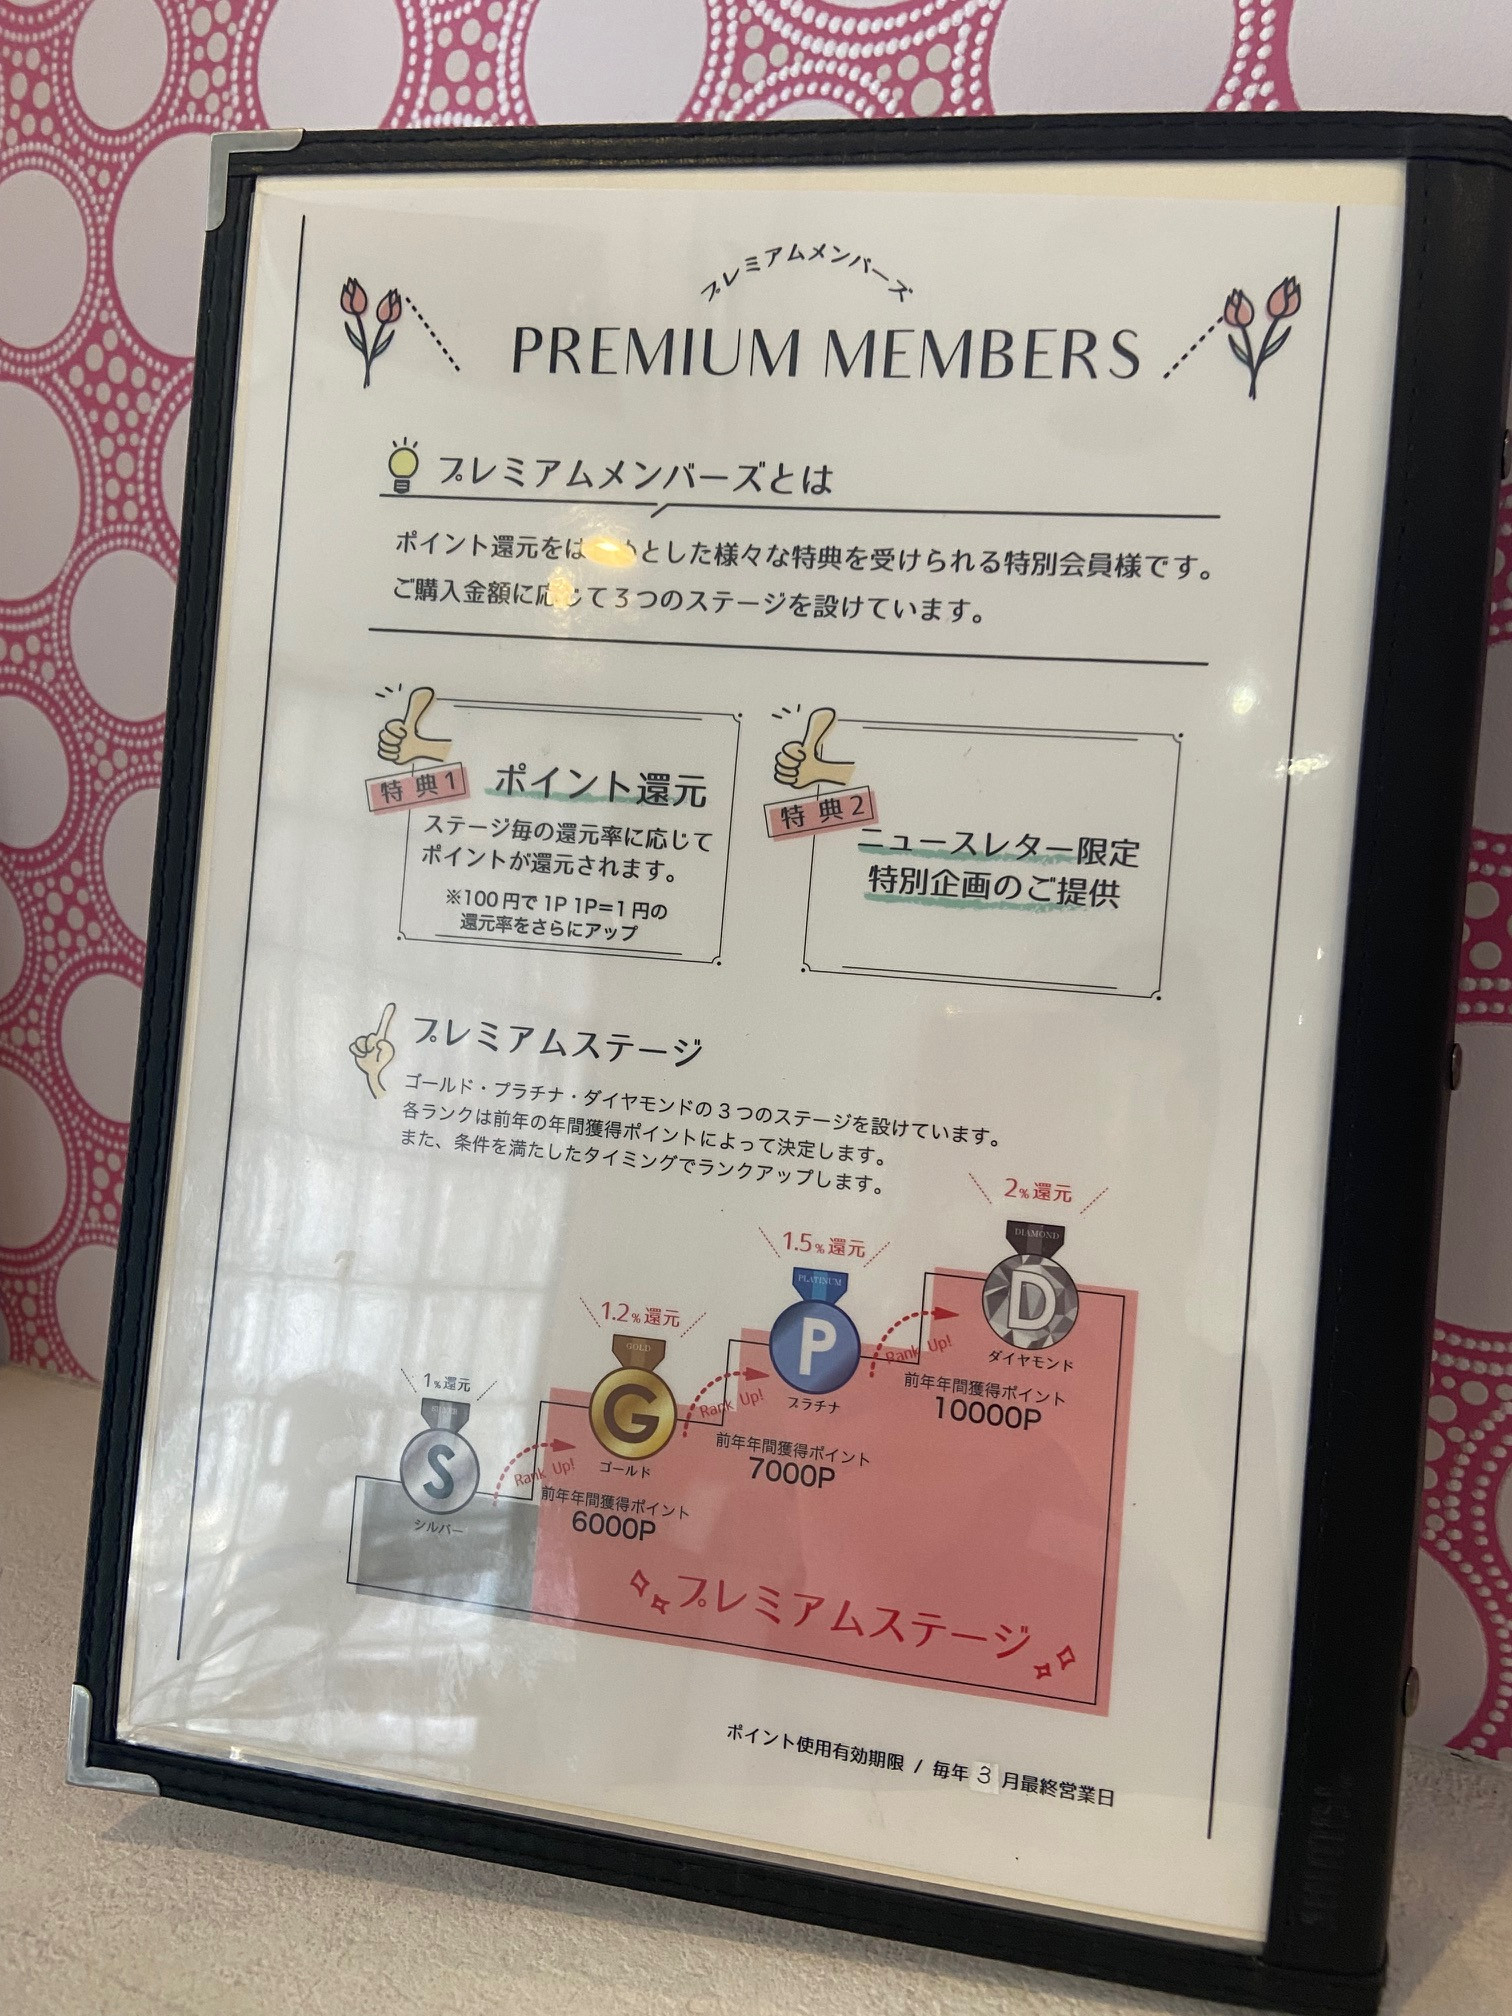 プレミアムメンバーズ
PREMIUM MEMBERS
プレミアムメンバーズとは
ポイント還元をは とした様々な特典を受けられる特別会員様です。
ご購入金額に応じて3つのステージを設けています。
特典1
ポイント還元
ステージ毎の還元率に応じて
ポイントが還元されます。
※100円で1P 1P=1円の
還元率をさらにアップ
特典2
ニュースレター限定
特別企画のご提供
プレミアムステージ
ゴールド・プラチナ・ダイヤモンドの3つのステージを設けています。
各ランクは前年の年間獲得ポイントによって決定します。
また、条件を満たしたタイミングでランクアップします。
1%還元
SILVER
S
シルバー
Rank Up!
1.2%還元
GOLD
G
ゴールド
前年年間獲得ポイント
6000P
Rank Up!
1.5%還元
PLATINUM
P
プラチナ
前年年間獲得ポイント
7000P
Rank Up!
2%還元
DIAMOND
D
ダイヤモンド
前年年間獲得ポイント
10000P
プレミアムステージ
ポイント使用有効期限 / 毎年3月最終営業日